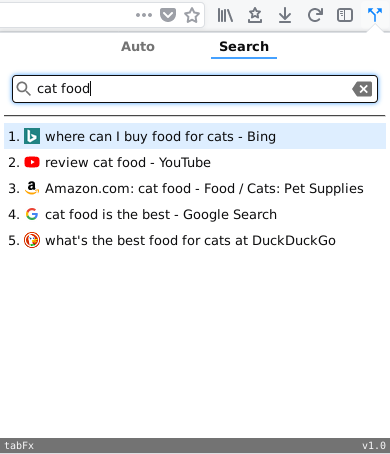 Auto Search
cat food
1. where can I buy food for cats - Bing
2. review cat food - YouTube
3. Amazon.com: cat food - Food / Cats: Pet Supplies
4. cat food is the best - Google Search
5. what's the best food for cats at DuckDuckGo
tabFx v1.0